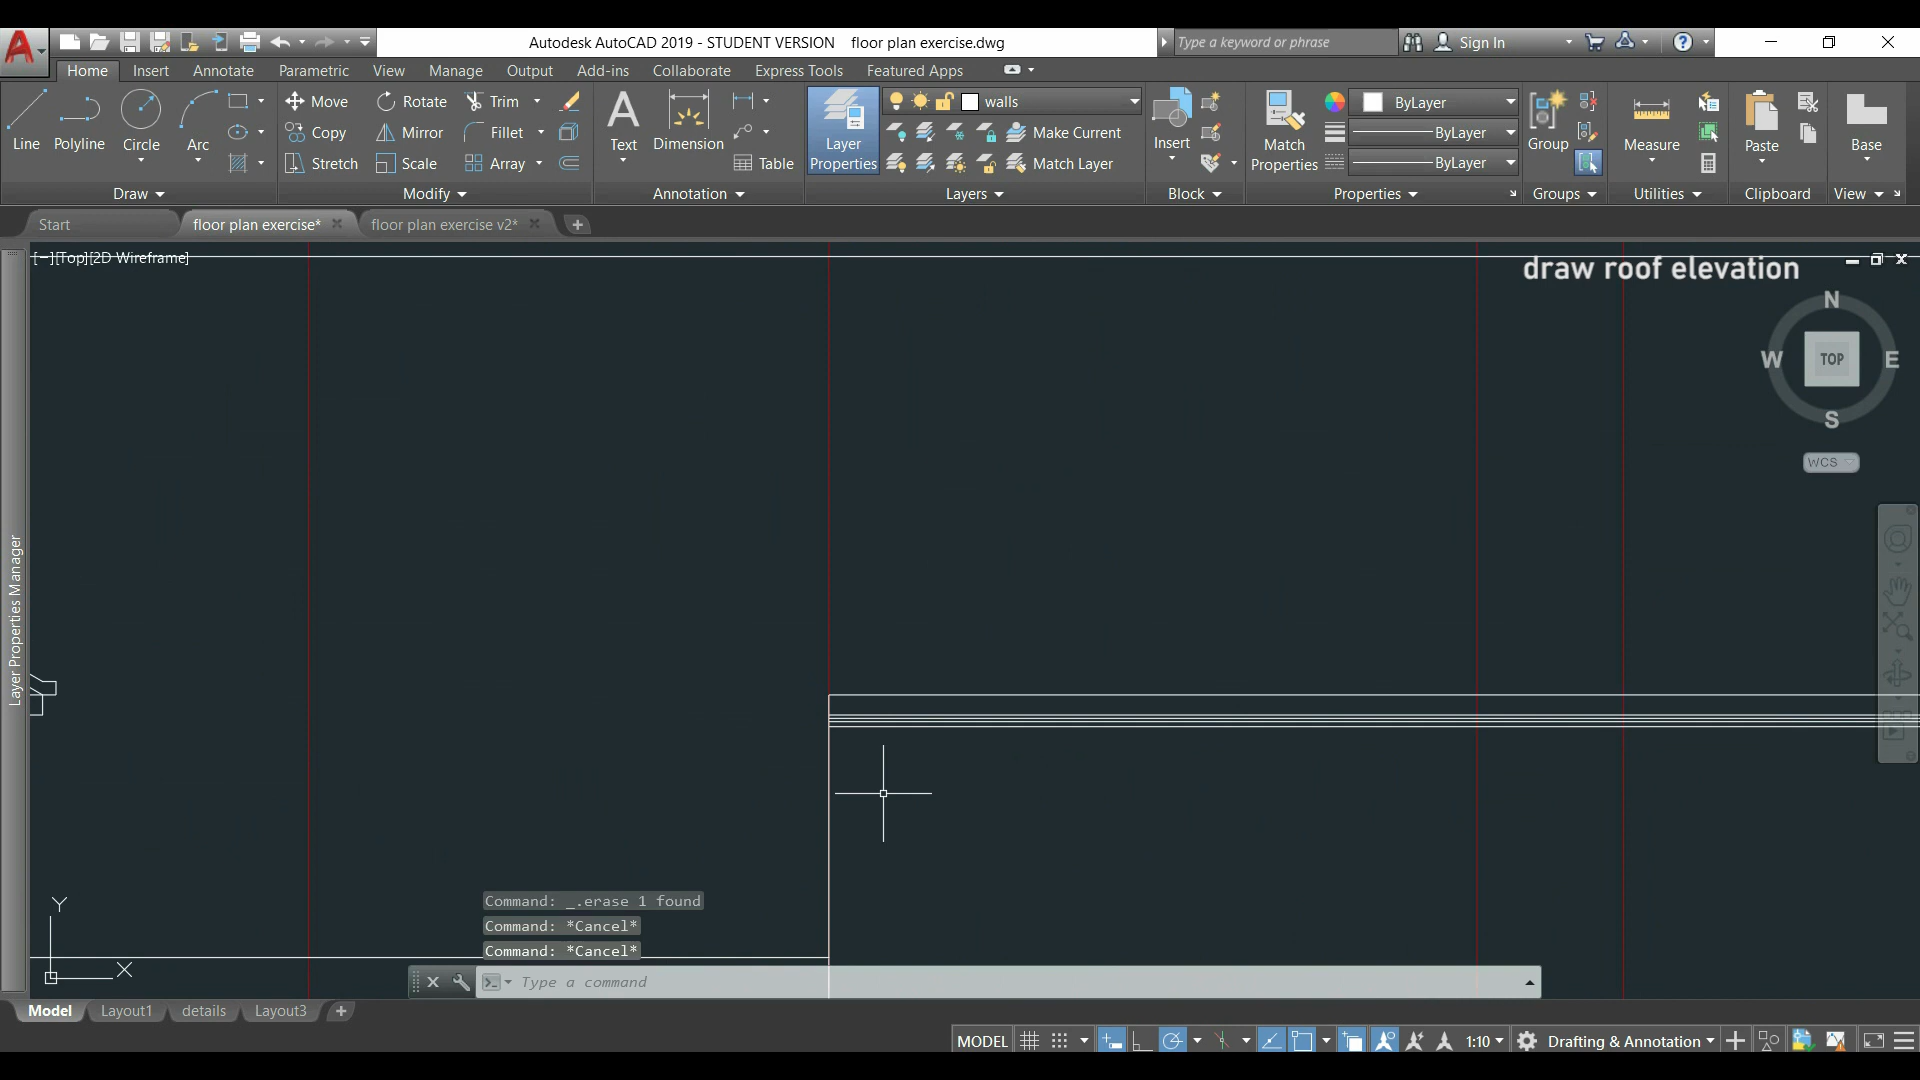 Autodesk AutoCAD 2019 - STUDENT VERSION floor plan exercise.dwg
Type a keyword or phrase
Sign In
Home Insert Annotate Parametric View Manage Output Add-ins Collaborate Express Tools Featured Apps
Line Polyline Circle Arc
Move Rotate Trim
Copy Mirror Fillet
Stretch Scale Array
Text Dimension Table
Layer Properties
walls
Make Current
Match Layer
Insert
Match Properties
ByLayer
ByLayer
ByLayer
Group
Measure
Paste
Base
Draw Modify Annotation Layers Block Properties Groups Utilities Clipboard View
Start floor plan exercise* floor plan exercise v2*
[−][Top][2D Wireframe]
draw roof elevation
N
W TOP E
S
WCS
Layer Properties Manager
Y
X
Command: _.erase 1 found
Command: *Cancel*
Command: *Cancel*
Type a command
Model Layout1 details Layout3
MODEL 1:10 Drafting & Annotation